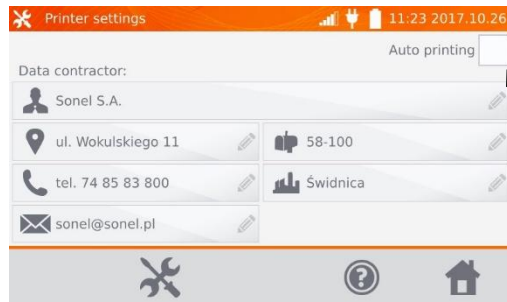 Printer settings
11:23 2017.10.26
Auto printing
Data contractor:
Sonel S.A.
ul. Wokulskiego 11
58-100
tel. 74 85 83 800
Świdnica
sonel@sonel.pl